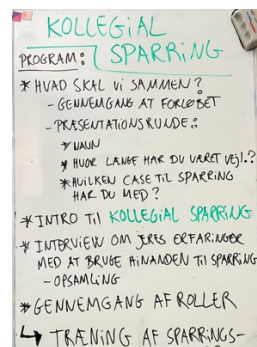 KOLLEGIAL
PROGRAM: SPARRING
* HVAD SKAL VI SAMMEN?
- GENNEMGANG AF FORLØBET
- PRÆSENTATIONSRUNDE:
* NAVN
* HVOR LANGE HAR DU VÆRET VEJL.?
* HVILKEN CASE TIL SPARRING
HAR DU MED?
* INTRO TIL KOLLEGIAL SPARRING
* INTERVIEW OM JERES ERFARINGER
MED AT BRUGE HINANDEN TIL SPARRING
- OPSAMLING
* GENNEMGANG AF ROLLER
↳ TRÆNING AF SPARRINGS-